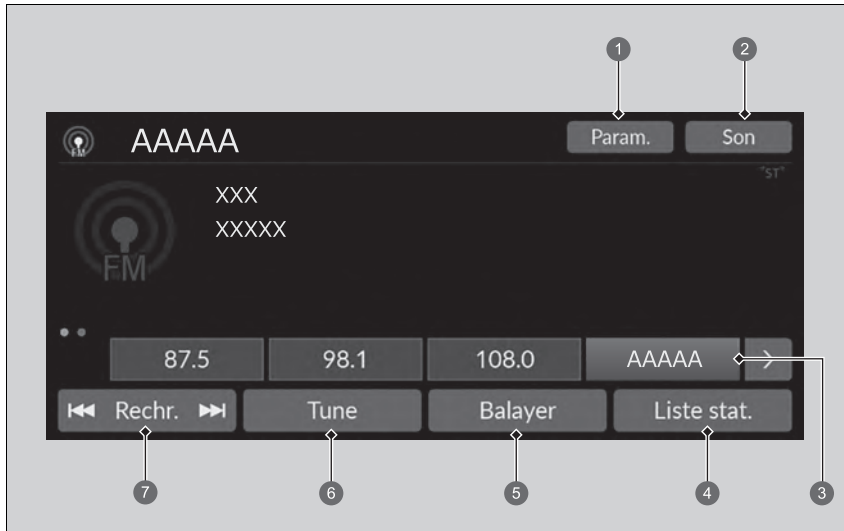 1 2
AAAAA Param. Son
FM
"ST"
XXX
XXXXX
FM
87.5 98.1 108.0 AAAAA
3
Rechr. Tune Balayer Liste stat.
7 6 5 4